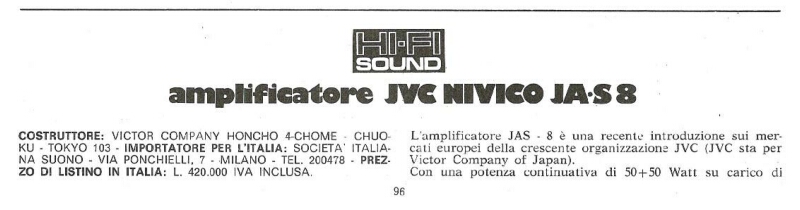 HI-FI
SOUND
amplificatore JVC NIVICO JA-S8
COSTRUTTORE: VICTOR COMPANY HONCHO 4-CHOME - CHUO-
KU - TOKYO 103 - IMPORTATORE PER L'ITALIA: SOCIETA' ITALIA-
NA SUONO - VIA PONCHIELLI, 7 - MILANO - TEL. 200478 - PREZ-
ZO DI LISTINO IN ITALIA: L. 420.000 IVA INCLUSA.
L'amplificatore JAS - 8 è una recente introduzione sui mer-
cati europei della crescente organizzazione JVC (JVC sta per
Victor Company of Japan).
Con una potenza continuativa di 50+50 Watt su carico di
96